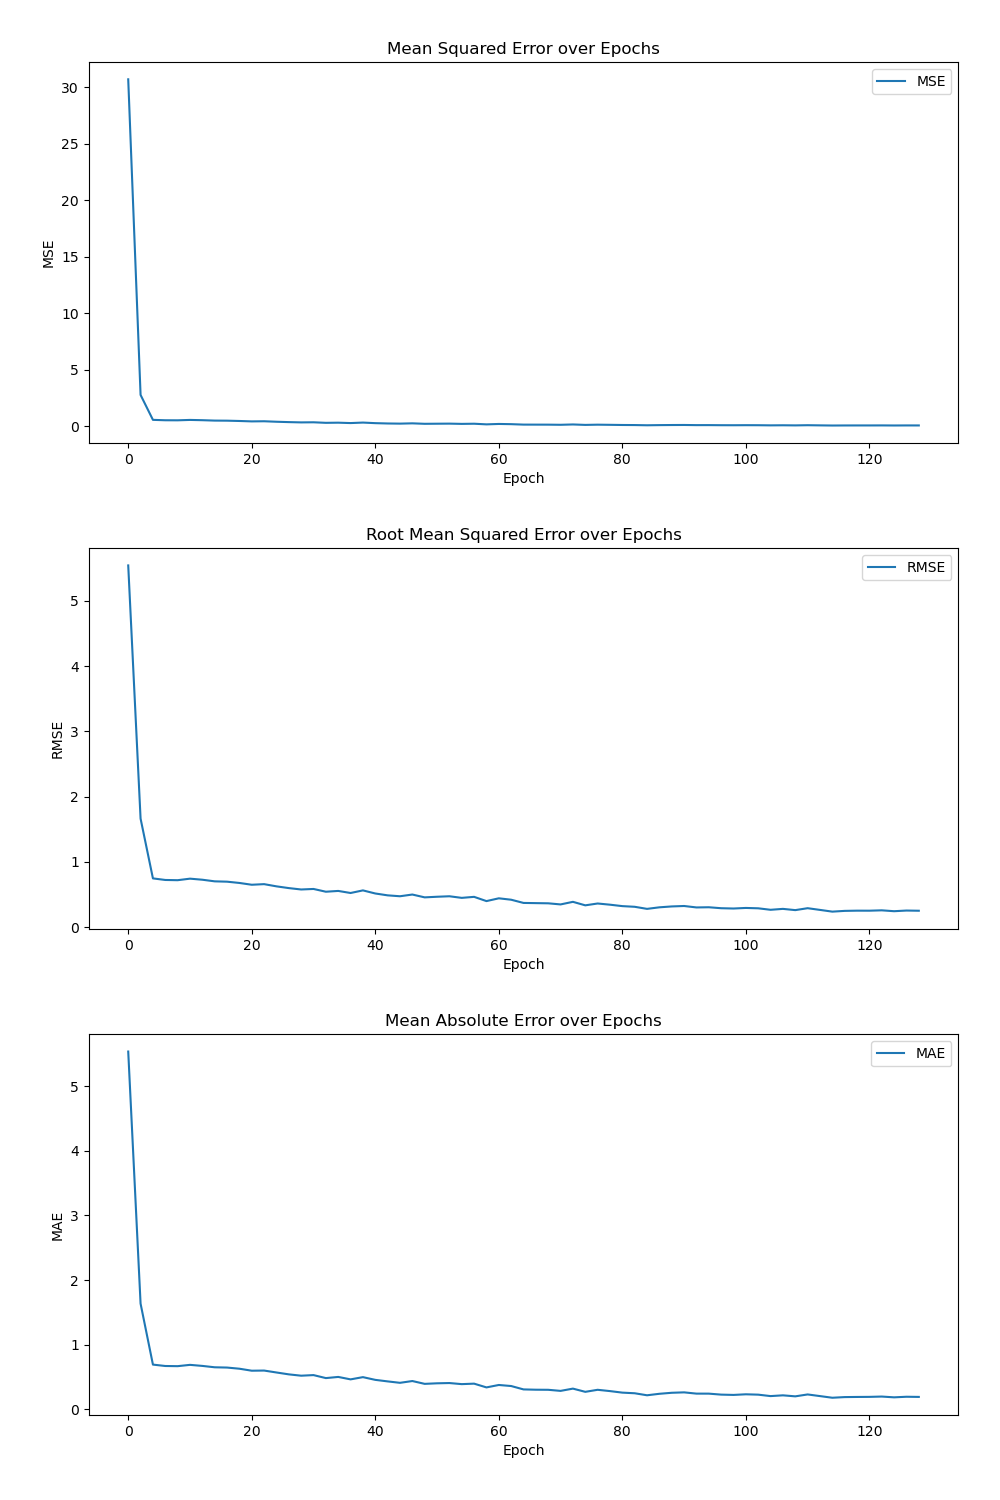 Mean Squared Error over Epochs
MSE
30
25
20
15
10
5
0
MSE
0 20 40 60 80 100 120
Epoch
Root Mean Squared Error over Epochs
RMSE
5
4
3
2
1
0
RMSE
0 20 40 60 80 100 120
Epoch
Mean Absolute Error over Epochs
MAE
5
4
3
2
1
0
MAE
0 20 40 60 80 100 120
Epoch